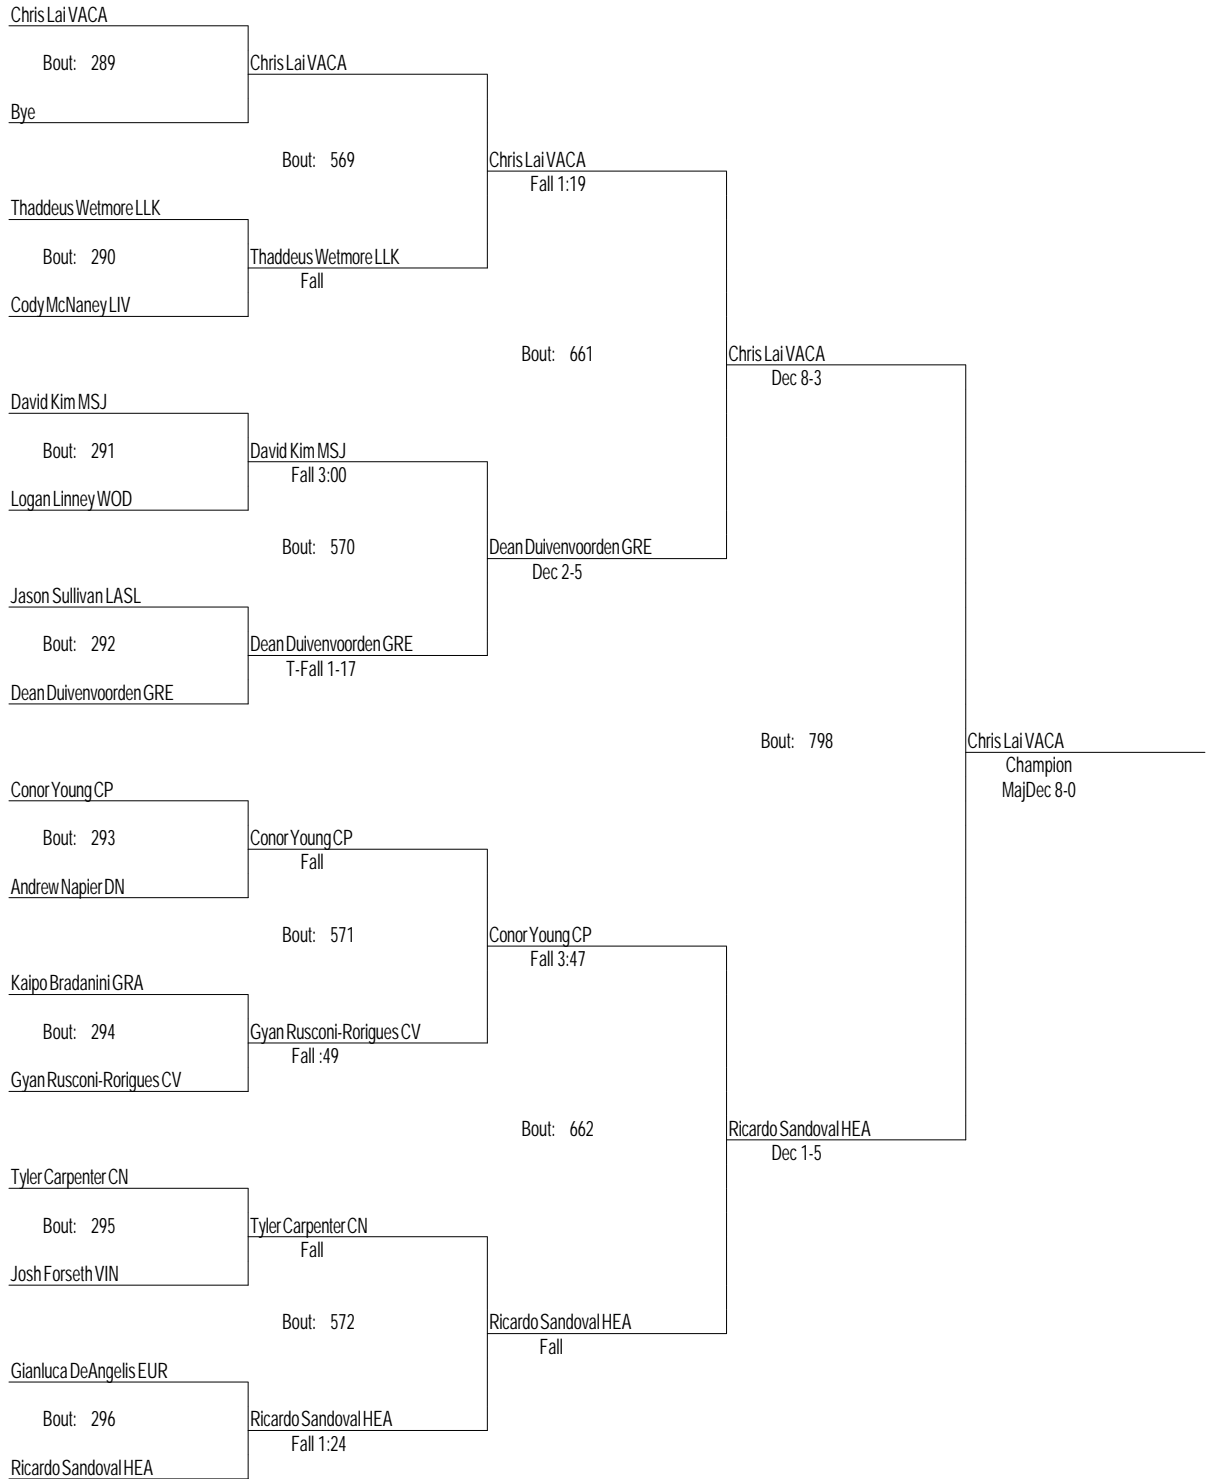 Chris Lai VACA
Bout: 289
Chris Lai VACA
Bye
Bout: 569
Chris Lai VACA
Fall 1:19
Thaddeus Wetmore LLK
Bout: 290
Thaddeus Wetmore LLK
Fall
Cody McNaney LIV
Bout: 661
Chris Lai VACA
Dec 8-3
David Kim MSJ
Bout: 291
David Kim MSJ
Fall 3:00
Logan Linney WOD
Bout: 570
Dean Duivenvoorden GRE
Dec 2-5
Jason Sullivan LASL
Bout: 292
Dean Duivenvoorden GRE
T-Fall 1-17
Dean Duivenvoorden GRE
Bout: 798
Chris Lai VACA
Champion
MajDec 8-0
Conor Young CP
Bout: 293
Conor Young CP
Fall
Andrew Napier DN
Bout: 571
Conor Young CP
Fall 3:47
Kaipo Bradanini GRA
Bout: 294
Gyan Rusconi-Rorigues CV
Fall :49
Gyan Rusconi-Rorigues CV
Bout: 662
Ricardo Sandoval HEA
Dec 1-5
Tyler Carpenter CN
Bout: 295
Tyler Carpenter CN
Fall
Josh Forseth VIN
Bout: 572
Ricardo Sandoval HEA
Fall
Gianluca DeAngelis EUR
Bout: 296
Ricardo Sandoval HEA
Fall 1:24
Ricardo Sandoval HEA